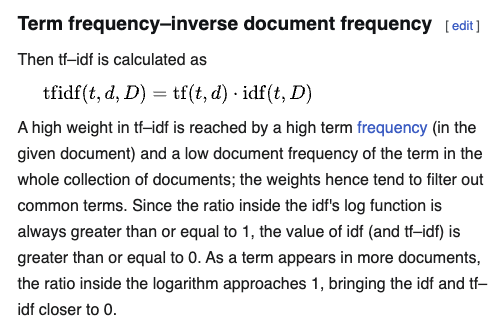 Term frequency–inverse document frequency [ edit ]
Then tf–idf is calculated as
tfidf(t, d, D) = tf(t, d) · idf(t, D)
A high weight in tf–idf is reached by a high term frequency (in the
given document) and a low document frequency of the term in the
whole collection of documents; the weights hence tend to filter out
common terms. Since the ratio inside the idf's log function is
always greater than or equal to 1, the value of idf (and tf–idf) is
greater than or equal to 0. As a term appears in more documents,
the ratio inside the logarithm approaches 1, bringing the idf and tf–
idf closer to 0.